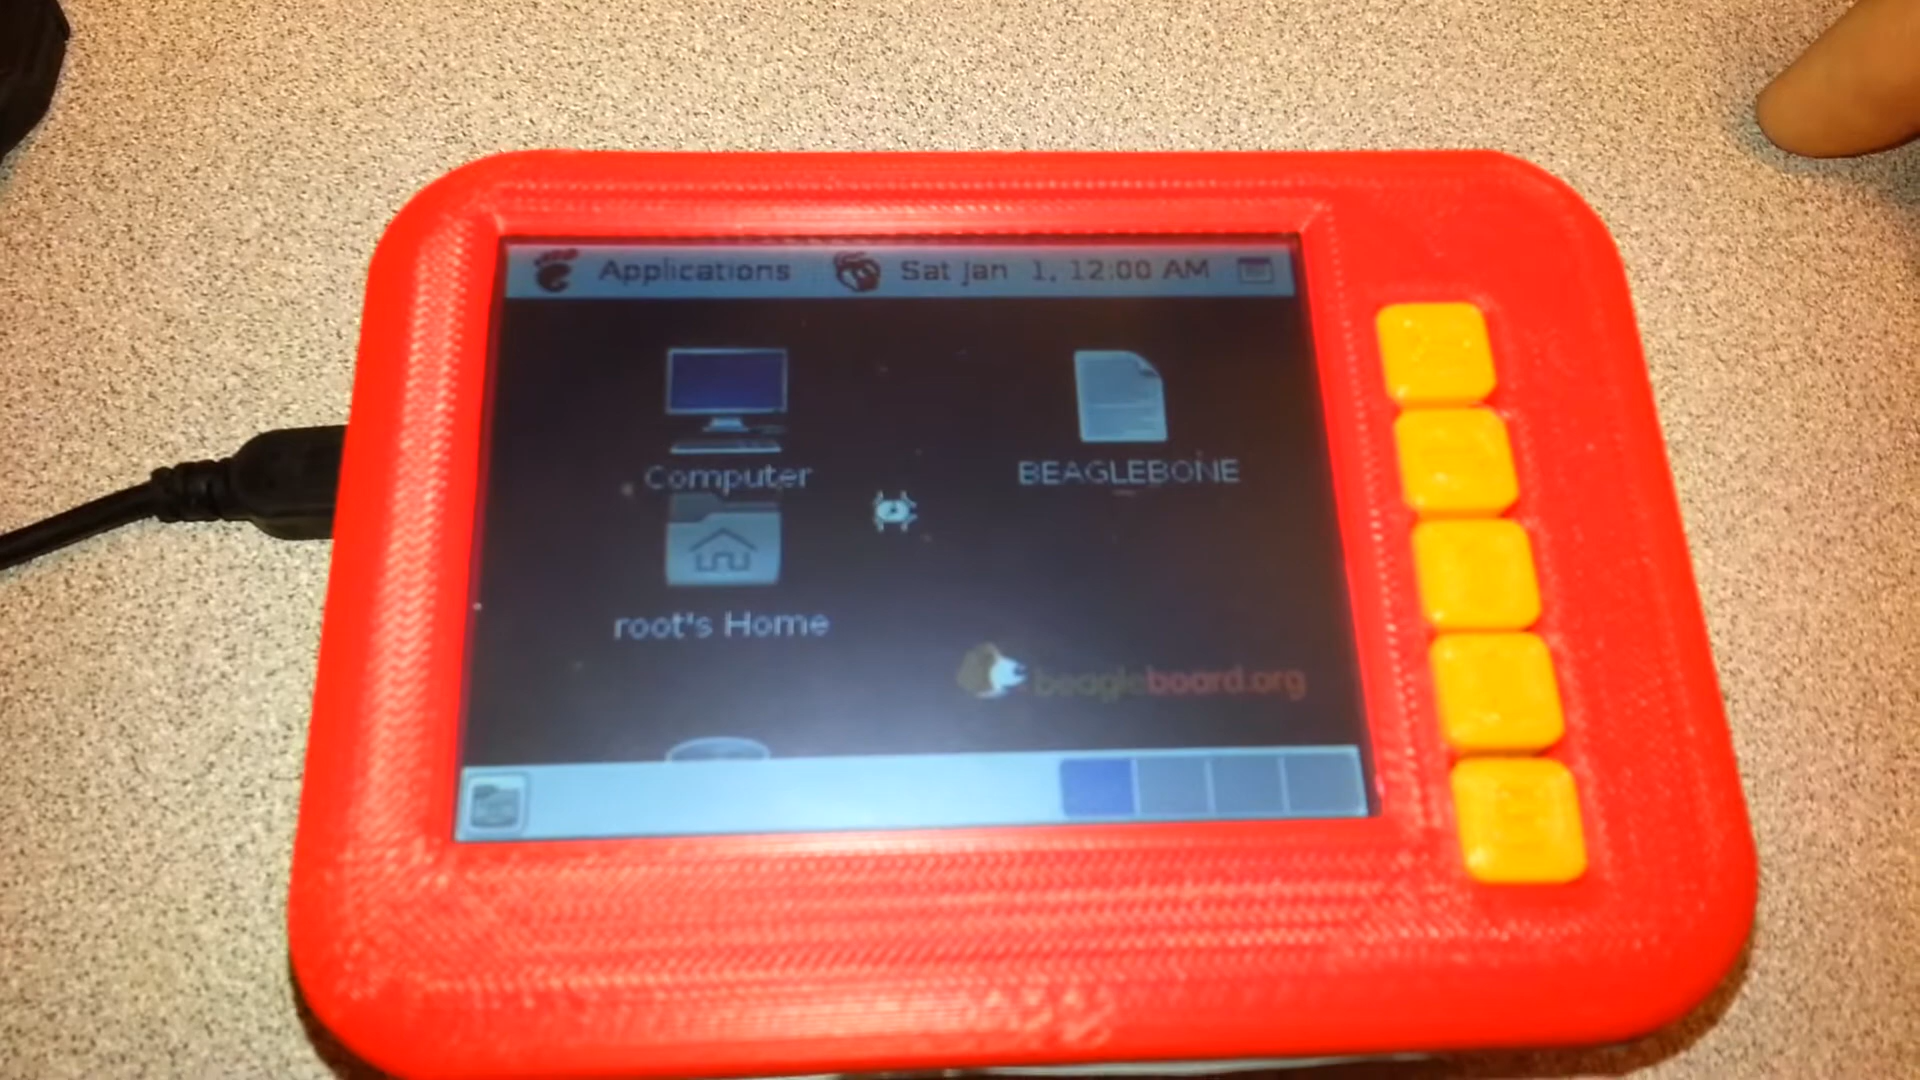 Applications Sat Jan 1, 12:00 AM
Computer
BEAGLEBONE
root's Home
beagleboard.org